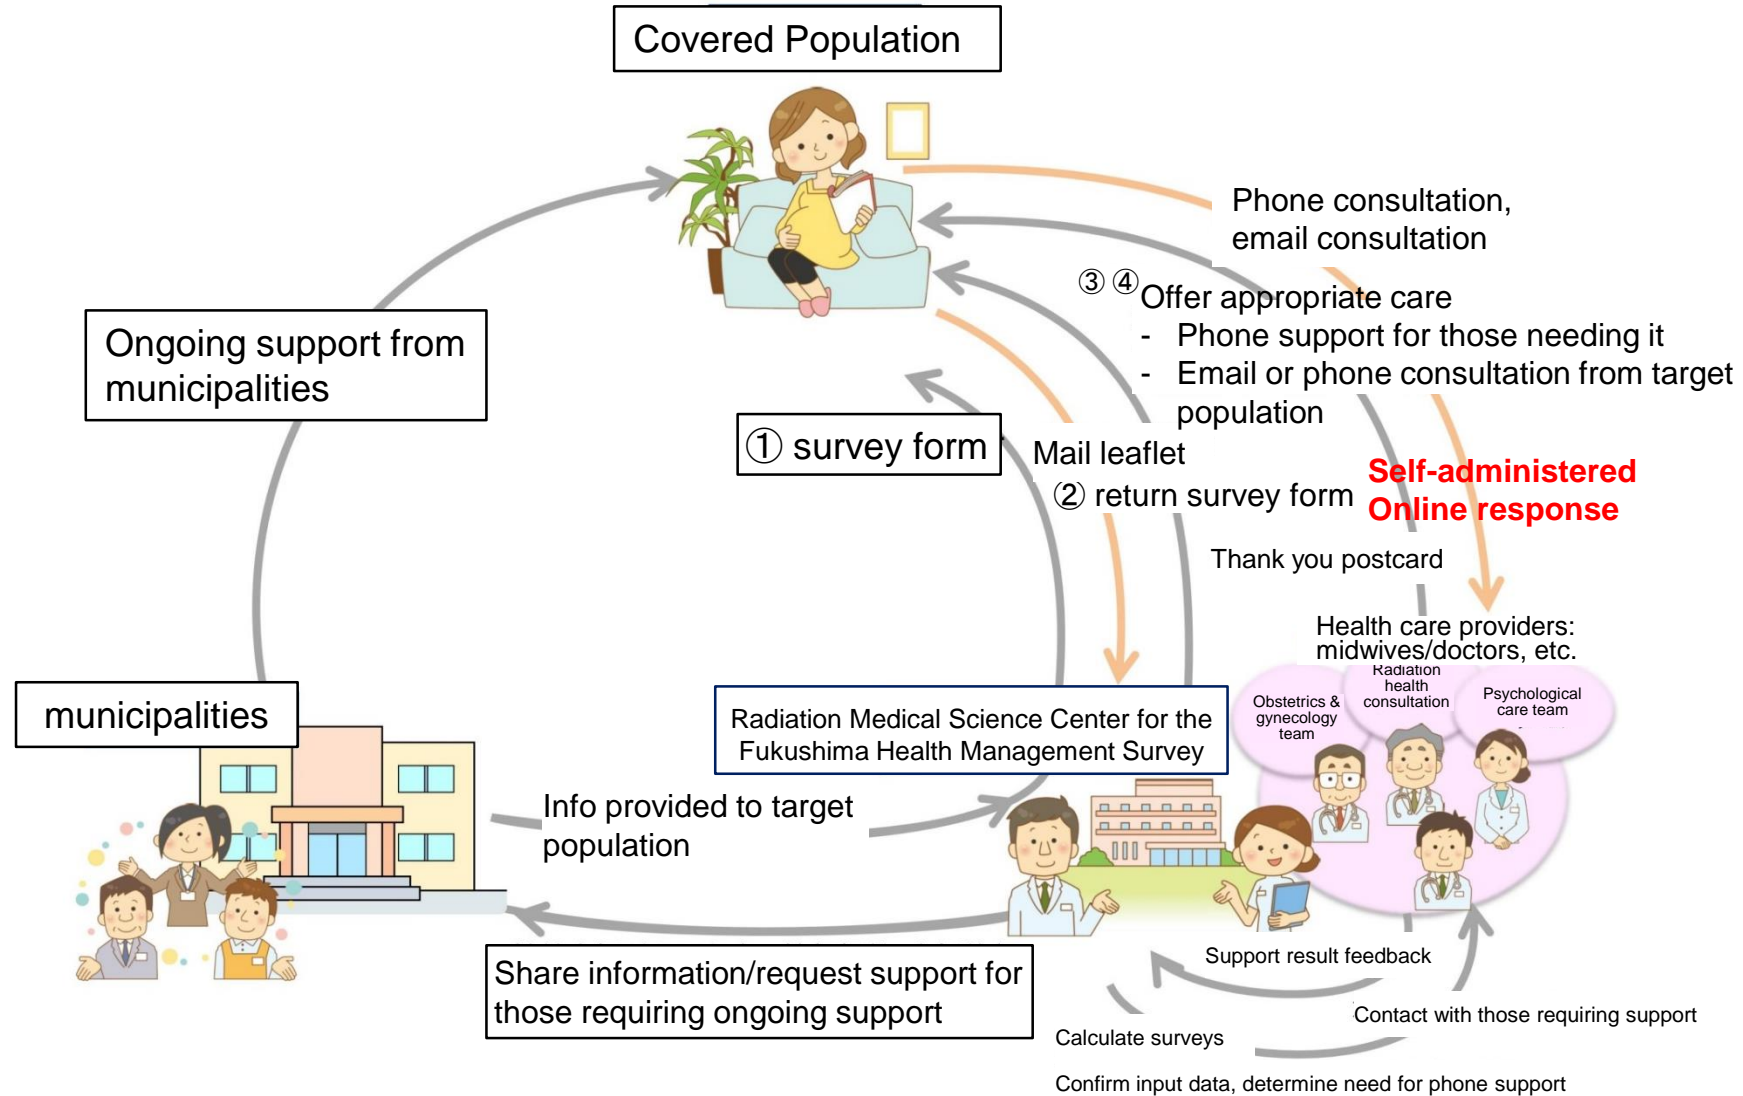 Covered Population
Phone consultation,
email consultation
③ ④
Offer appropriate care
- Phone support for those needing it
- Email or phone consultation from target
population
Ongoing support from
municipalities
① survey form
Mail leaflet
② return survey form
Self-administered
Online response
Thank you postcard
Health care providers:
midwives/doctors, etc.
Obstetrics &
gynecology
team
Radiation
health
consultation
Psychological
care team
municipalities
Radiation Medical Science Center for the
Fukushima Health Management Survey
Info provided to target
population
Share information/request support for
those requiring ongoing support
Support result feedback
Contact with those requiring support
Calculate surveys
Confirm input data, determine need for phone support